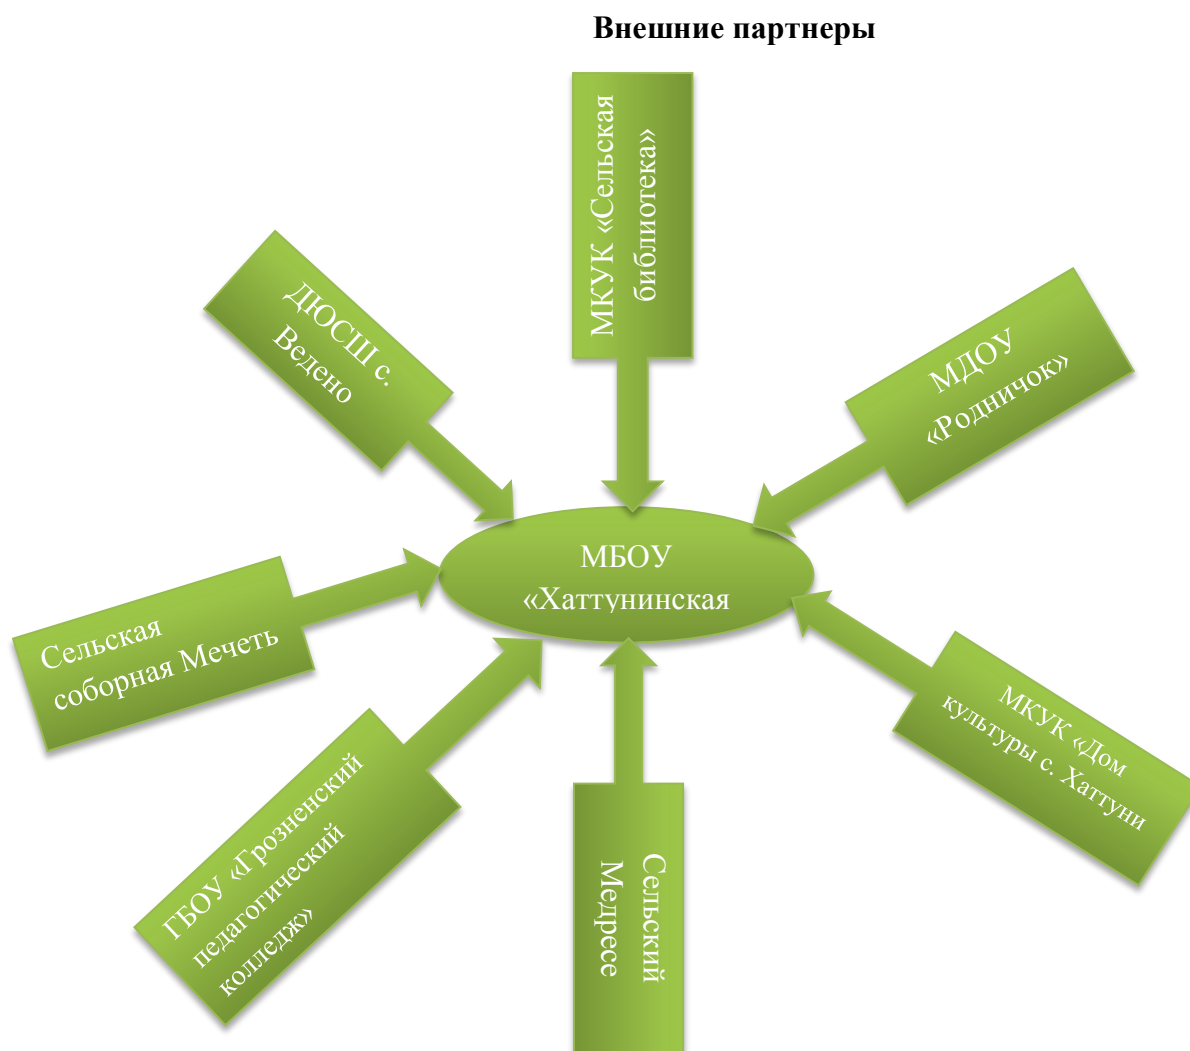 Внешние партнеры
МКУК «Сельская
библиотека»
ДЮСШ с.
Ведено
МДОУ
«Родничок»
МБОУ
«Хаттунинская
Сельская
соборная Мечеть
МКУК «Дом
культуры с. Хаттуни
ГБОУ «Грозненский
педагогический
колледж»
Сельский
Медресе